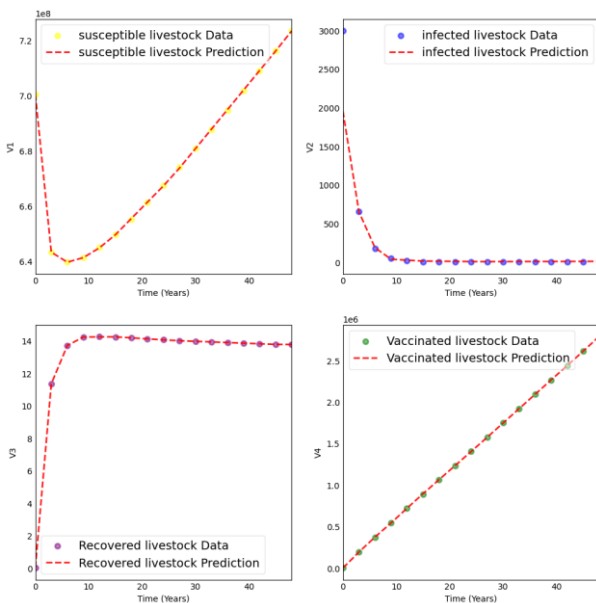 1e8
susceptible livestock Data
susceptible livestock Prediction
7.2
7.0
6.8
6.6
6.4
V1
0
10
20
30
40
Time (Years)
infected livestock Data
infected livestock Prediction
3000
2500
2000
1500
1000
500
0
V2
0
10
20
30
40
Time (Years)
14
12
10
8
6
4
2
0
V3
Recovered livestock Data
Recovered livestock Prediction
0
10
20
30
40
Time (Years)
1e6
Vaccinated livestock Data
Vaccinated livestock Prediction
2.5
2.0
1.5
1.0
0.5
0.0
V4
0
10
20
30
40
Time (Years)